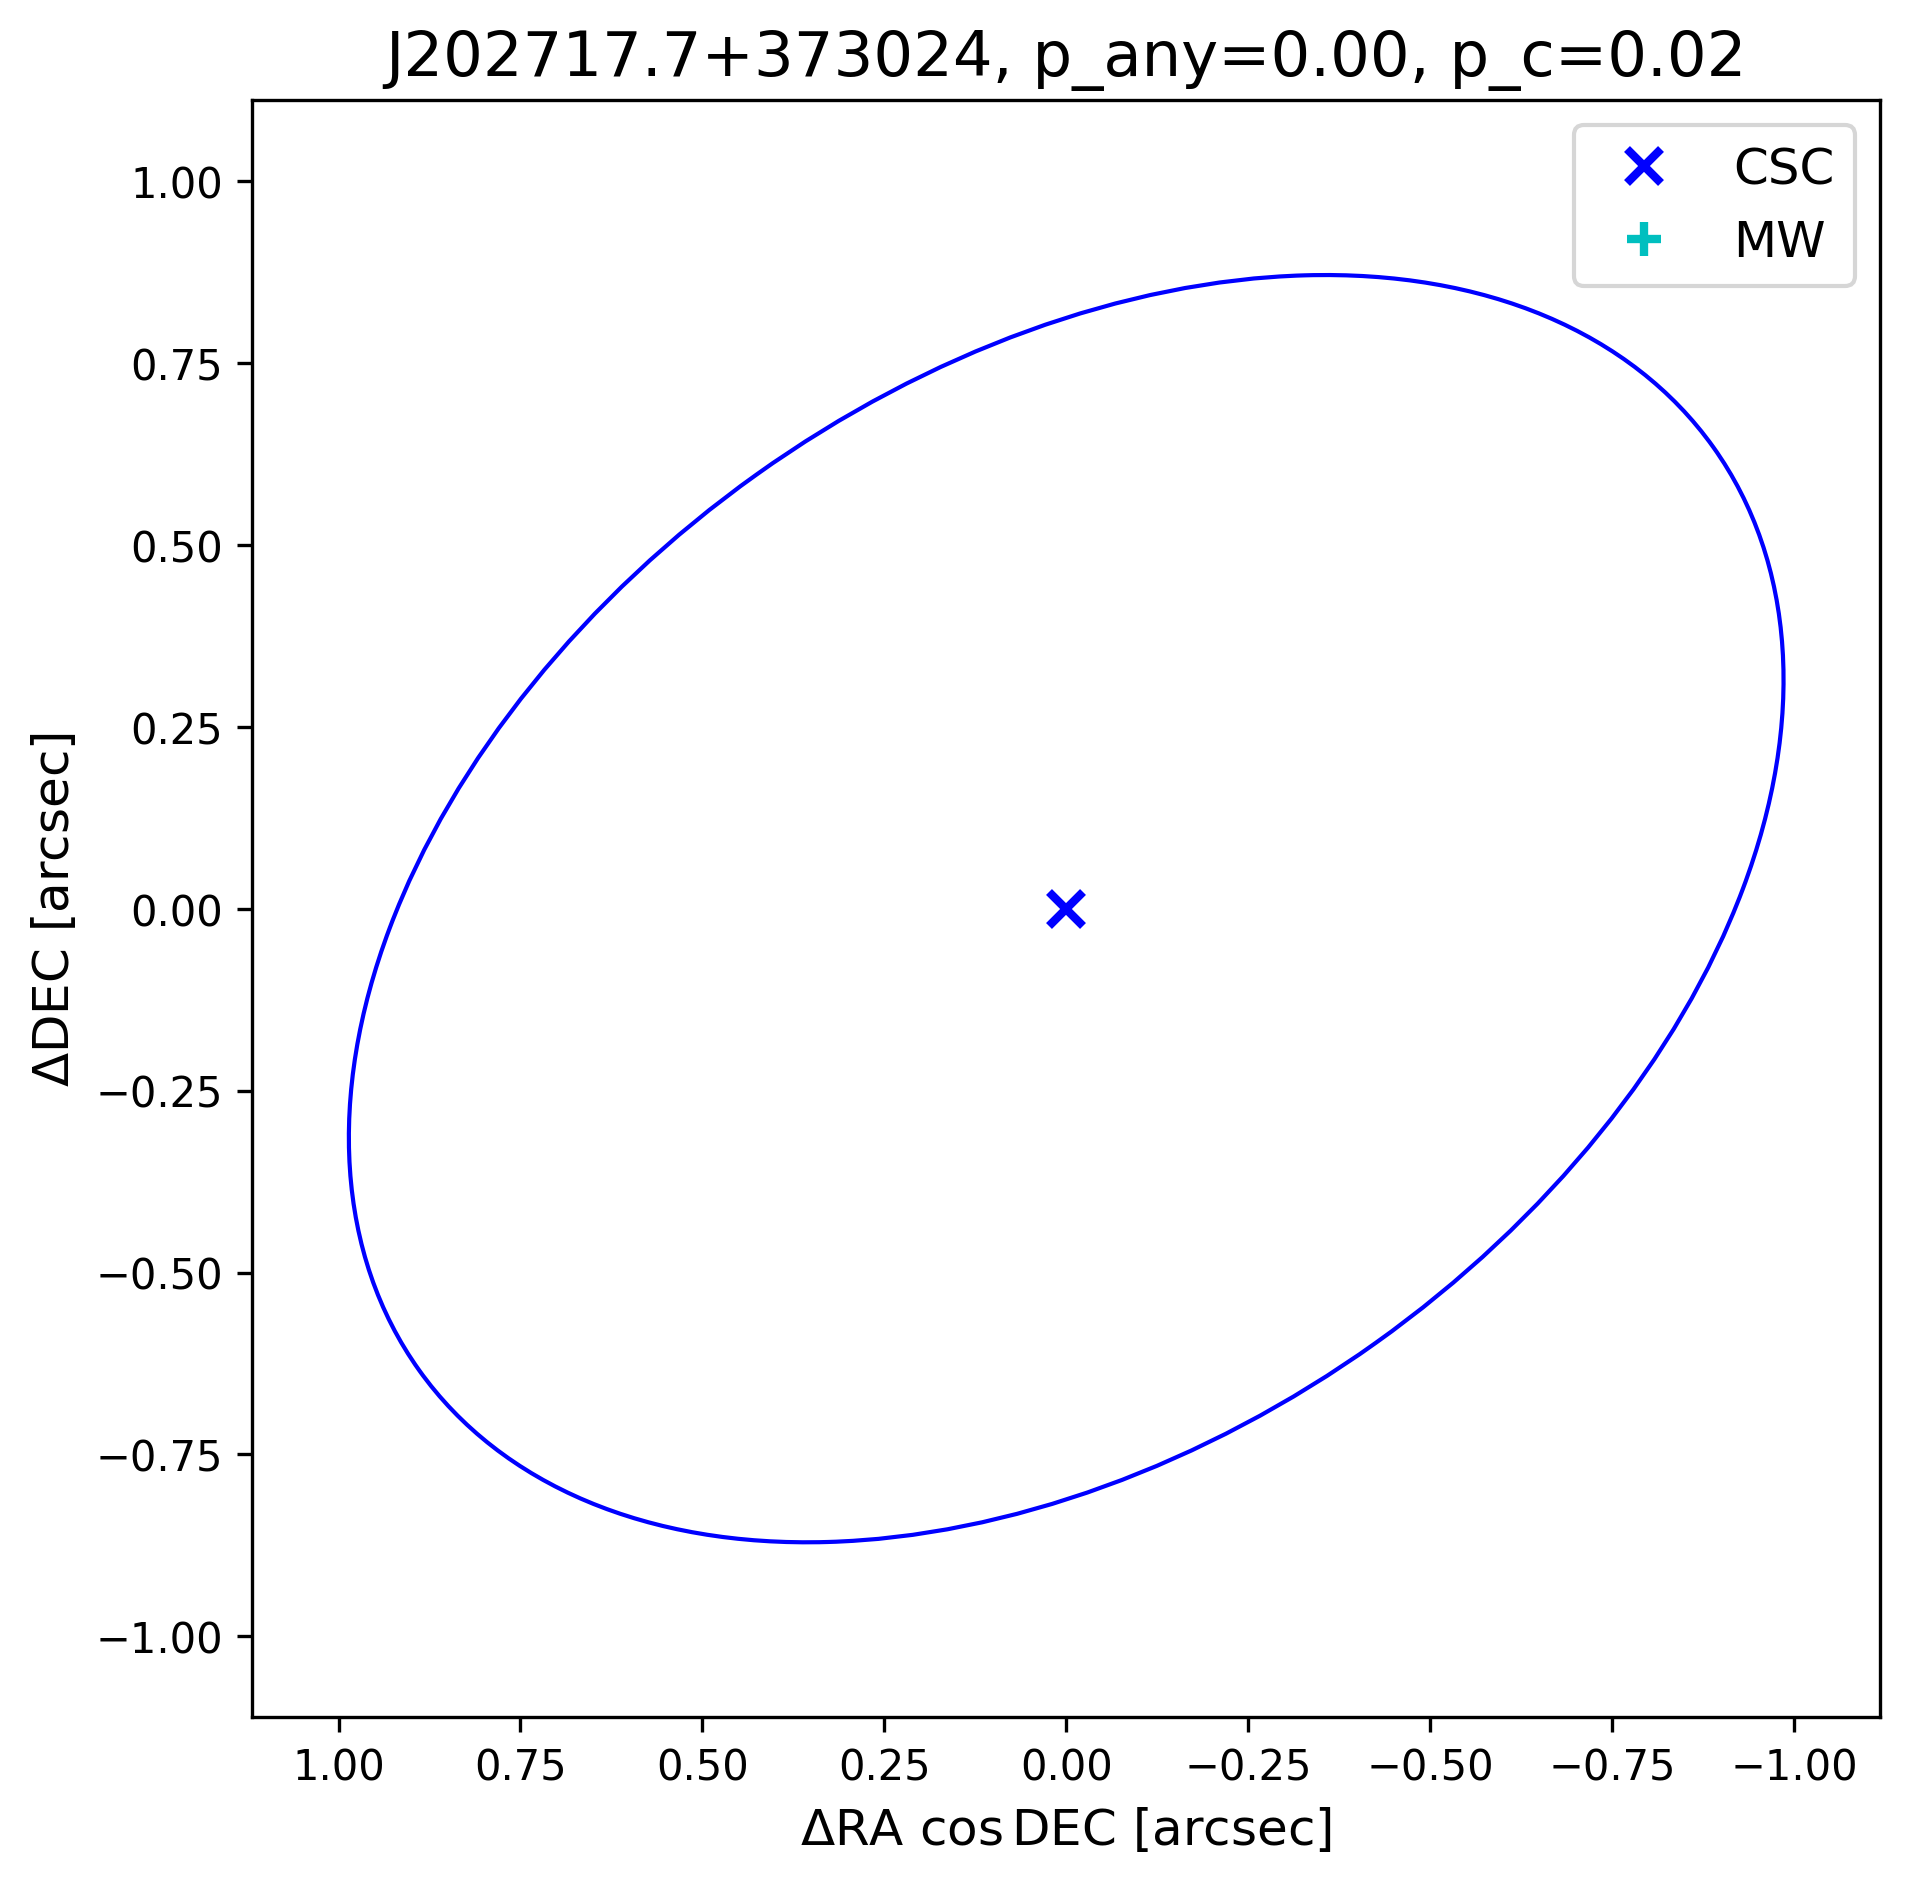 J202717.7+373024, p_any=0.00, p_c=0.02
CSC
MW
1.00
0.75
0.50
0.25
0.00
−0.25
−0.50
−0.75
−1.00
ΔDEC [arcsec]
1.00 0.75 0.50 0.25 0.00 −0.25 −0.50 −0.75 −1.00
ΔRA cos DEC [arcsec]